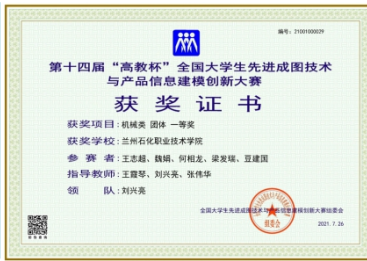 编号：21001000029
第十四届“高教杯”全国大学生先进成图技术
与产品信息建模创新大赛
获奖证书
获奖项目：机械类 团体 一等奖
获奖学校：兰州石化职业技术学院
参赛者：王志超、魏娟、何相龙、梁发瑞、豆建国
指导教师：王霞琴、刘兴亮、张伟华
领队：刘兴亮
全国大学生先进成图技术与产品信息建模创新大赛组委会
组委会
2021.7.26